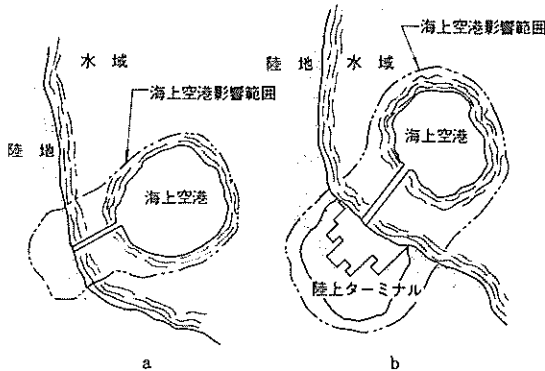 水域
海上空港影響範囲
陸地
海上空港
a
海上空港影響範囲
陸地
水域
海上空港
陸上ターミナル
b